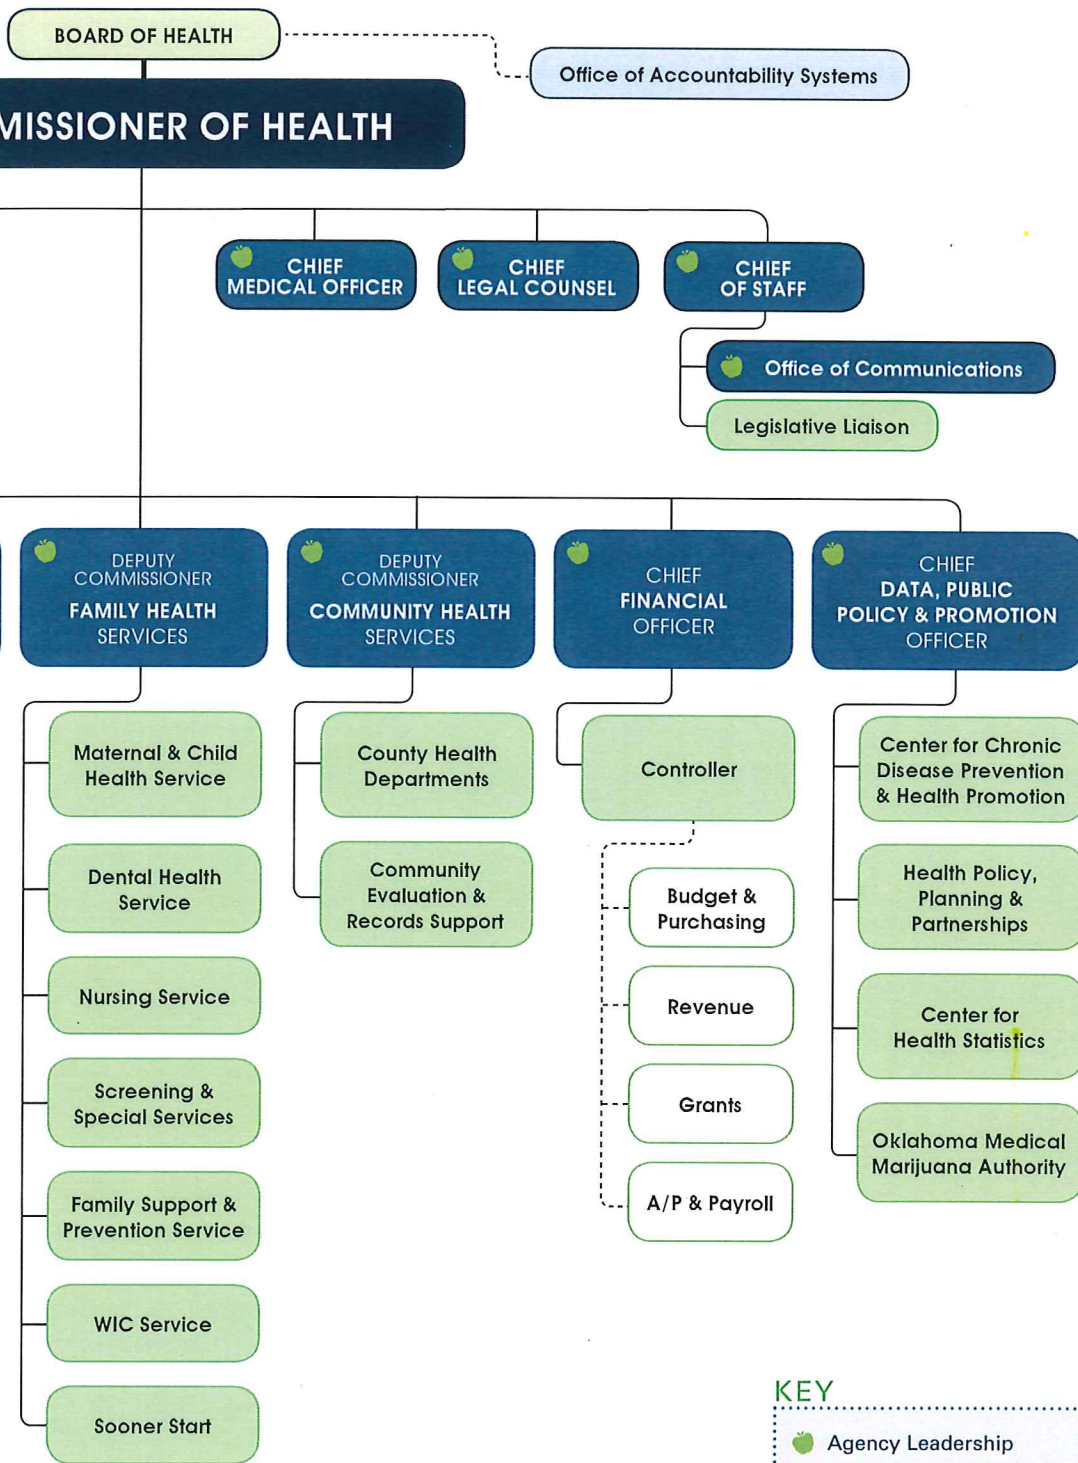 BOARD OF HEALTH
Office of Accountability Systems
MISSIONER OF HEALTH
CHIEF
MEDICAL OFFICER
CHIEF
LEGAL COUNSEL
CHIEF
OF STAFF
Office of Communications
Legislative Liaison
DEPUTY
COMMISSIONER
FAMILY HEALTH
SERVICES
DEPUTY
COMMISSIONER
COMMUNITY HEALTH
SERVICES
CHIEF
FINANCIAL
OFFICER
CHIEF
DATA, PUBLIC
POLICY & PROMOTION
OFFICER
Maternal & Child
Health Service
Dental Health
Service
Nursing Service
Screening &
Special Services
Family Support &
Prevention Service
WIC Service
Sooner Start
County Health
Departments
Community
Evaluation &
Records Support
Controller
Budget &
Purchasing
Revenue
Grants
A/P & Payroll
Center for Chronic
Disease Prevention
& Health Promotion
Health Policy,
Planning &
Partnerships
Center for
Health Statistics
Oklahoma Medical
Marijuana Authority
KEY
Agency Leadership